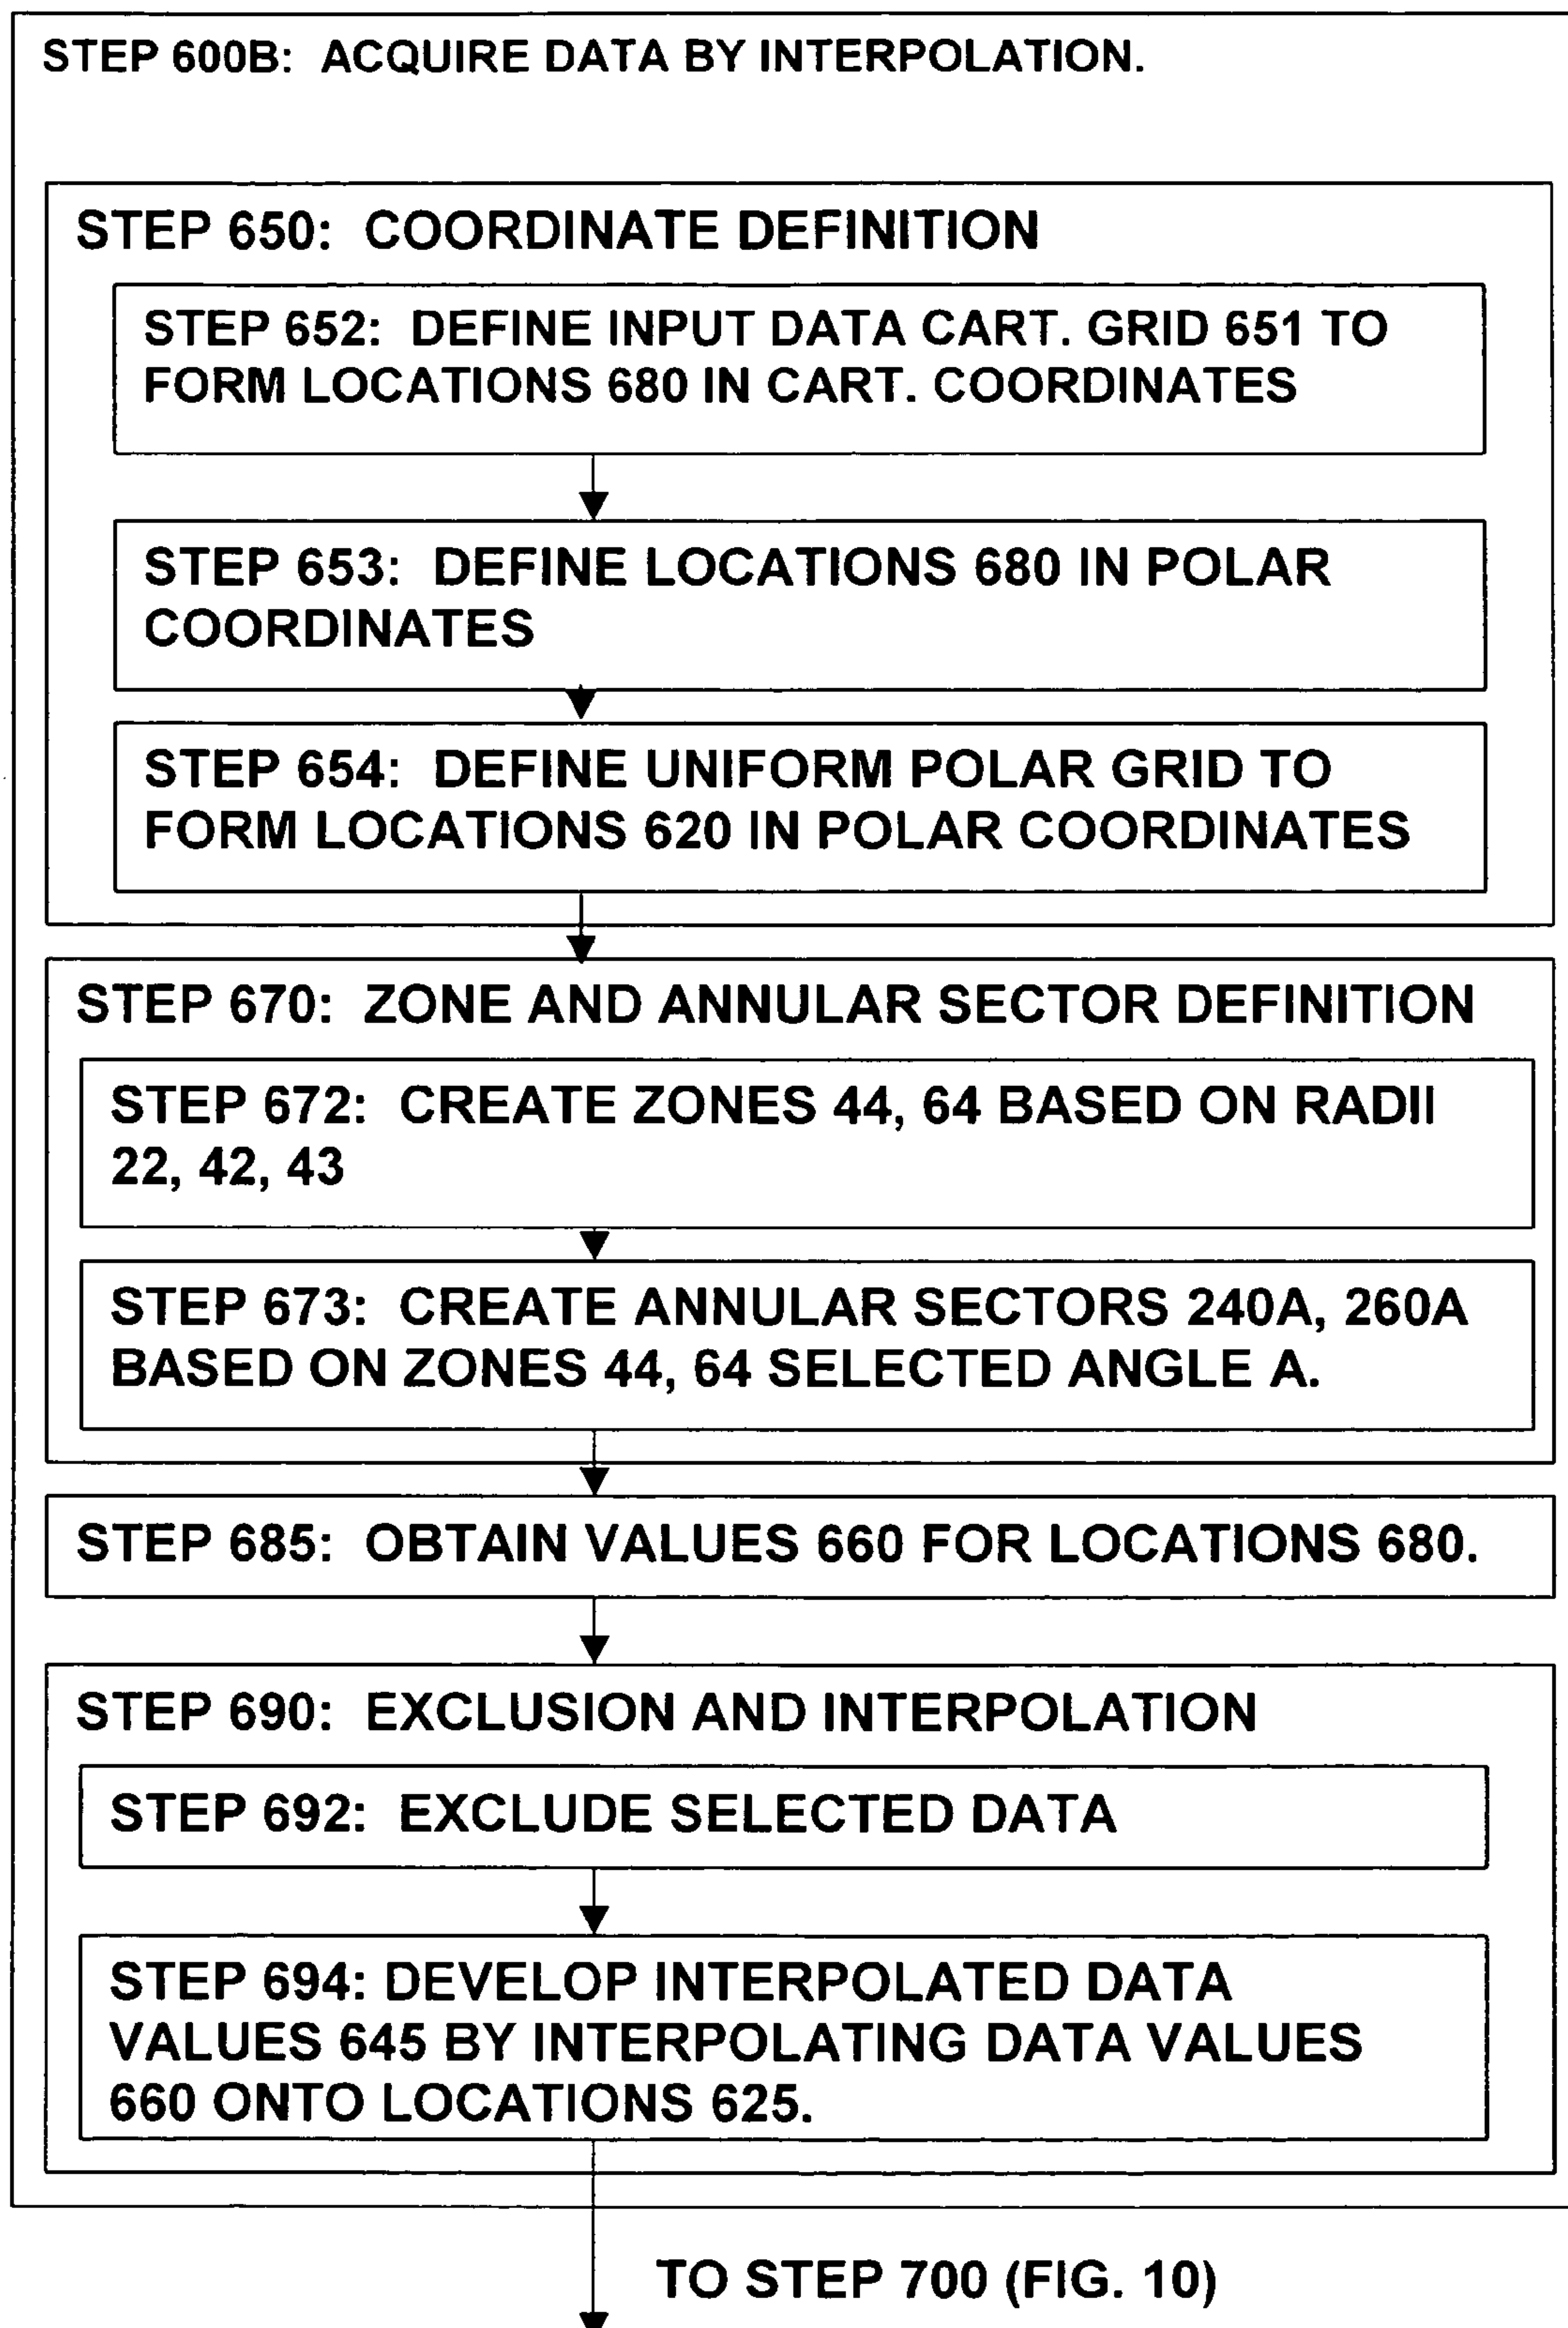 STEP 600B: ACQUIRE DATA BY INTERPOLATION.
STEP 650: COORDINATE DEFINITION
STEP 652: DEFINE INPUT DATA CART. GRID 651 TO
FORM LOCATIONS 680 IN CART. COORDINATES
STEP 653: DEFINE LOCATIONS 680 IN POLAR
COORDINATES
STEP 654: DEFINE UNIFORM POLAR GRID TO
FORM LOCATIONS 620 IN POLAR COORDINATES
STEP 670: ZONE AND ANNULAR SECTOR DEFINITION
STEP 672: CREATE ZONES 44, 64 BASED ON RADII
22, 42, 43
STEP 673: CREATE ANNULAR SECTORS 240A, 260A
BASED ON ZONES 44, 64 SELECTED ANGLE A.
STEP 685: OBTAIN VALUES 660 FOR LOCATIONS 680.
STEP 690: EXCLUSION AND INTERPOLATION
STEP 692: EXCLUDE SELECTED DATA
STEP 694: DEVELOP INTERPOLATED DATA
VALUES 645 BY INTERPOLATING DATA VALUES
660 ONTO LOCATIONS 625.
TO STEP 700 (FIG. 10)